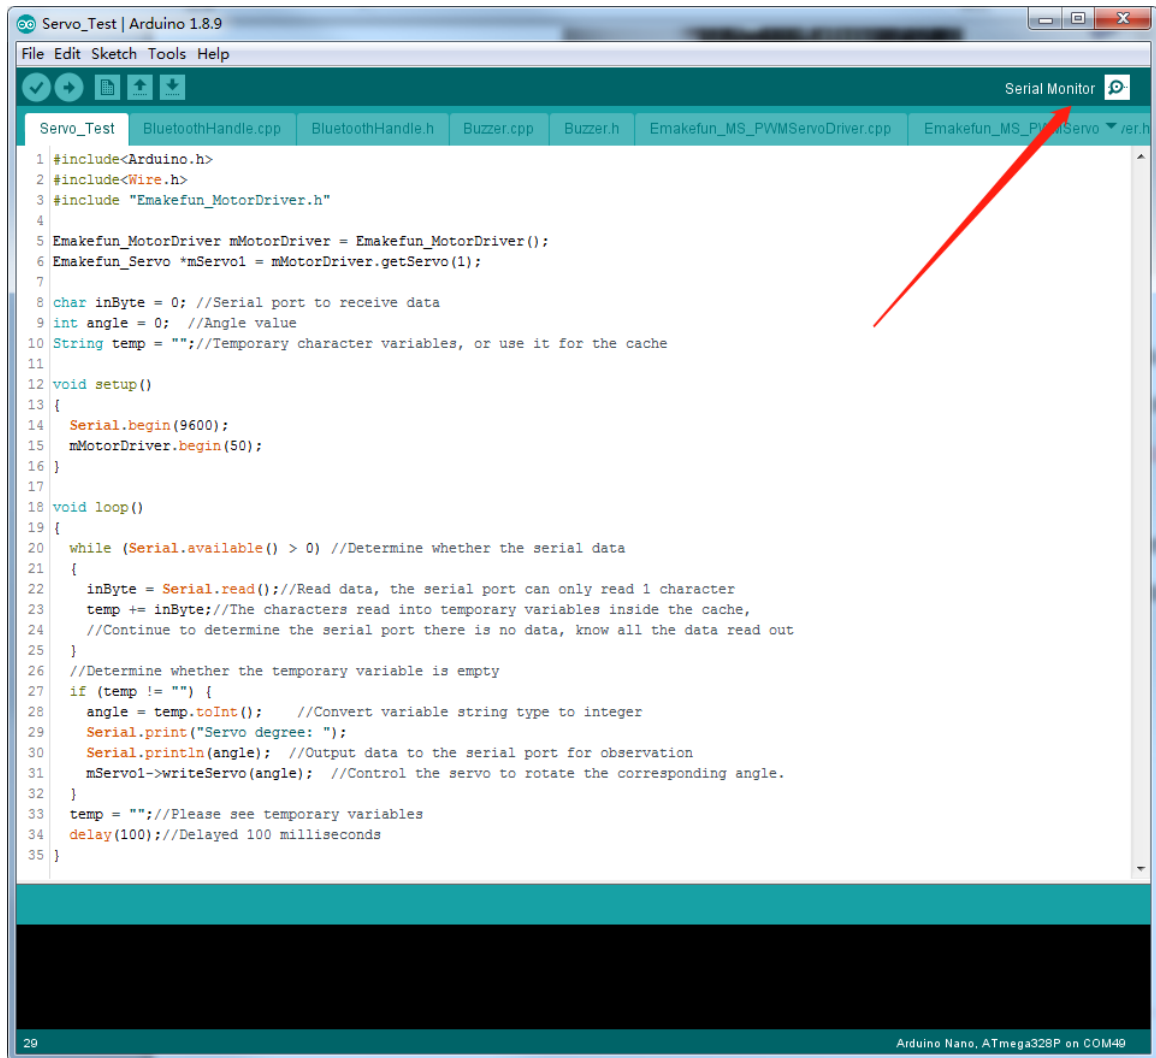 Servo_Test | Arduino 1.8.9
File Edit Sketch Tools Help
Serial Monitor
Servo_Test BluetoothHandle.cpp BluetoothHandle.h Buzzer.cpp Buzzer.h Emakefun_MS_PWMServoDriver.cpp Emakefun_MS_PWMServo ver.h
1 #include<Arduino.h>
2 #include<Wire.h>
3 #include "Emakefun_MotorDriver.h"
4
5 Emakefun_MotorDriver mMotorDriver = Emakefun_MotorDriver();
6 Emakefun_Servo *mServo1 = mMotorDriver.getServo(1);
7
8 char inByte = 0; //Serial port to receive data
9 int angle = 0;  //Angle value
10 String temp = "";//Temporary character variables, or use it for the cache
11
12 void setup()
13 {
14   Serial.begin(9600);
15   mMotorDriver.begin(50);
16 }
17
18 void loop()
19 {
20   while (Serial.available() > 0) //Determine whether the serial data
21   {
22     inByte = Serial.read();//Read data, the serial port can only read 1 character
23     temp += inByte;//The characters read into temporary variables inside the cache,
24     //Continue to determine the serial port there is no data, know all the data read out
25   }
26   //Determine whether the temporary variable is empty
27   if (temp != "") {
28     angle = temp.toInt();    //Convert variable string type to integer
29     Serial.print("Servo degree: ");
30     Serial.println(angle);  //Output data to the serial port for observation
31     mServo1->writeServo(angle);  //Control the servo to rotate the corresponding angle.
32   }
33   temp = "";//Please see temporary variables
34   delay(100);//Delayed 100 milliseconds
35 }
29 Arduino Nano, ATmega328P on COM49